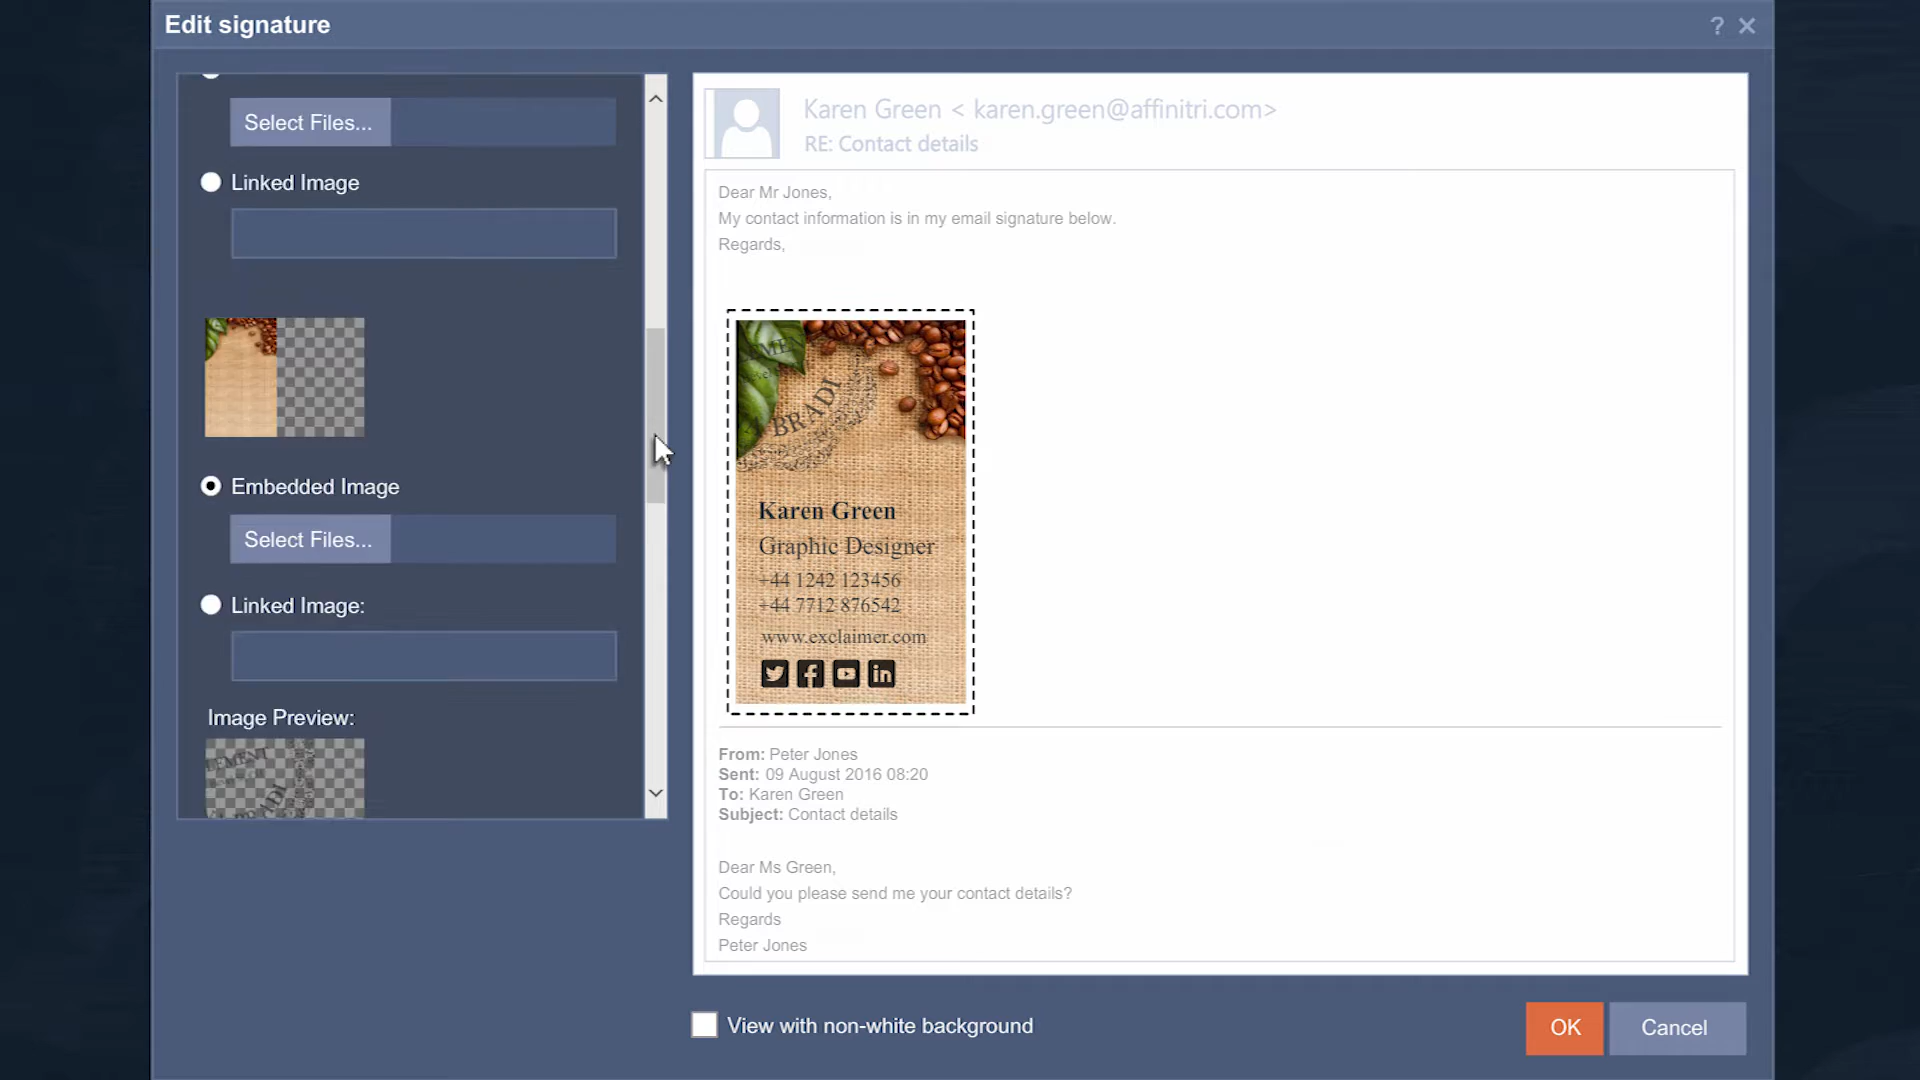 Edit signature
?
Select Files...
Linked Image
Embedded Image
Select Files...
Linked Image:
Image Preview:
LEMENT
BRADI
Karen Green < karen.green@affinitri.com>
RE: Contact details
Dear Mr Jones,
My contact information is in my email signature below.
Regards,
BRADI
Karen Green
Graphic Designer
+44 1242 123456
+44 7712 876542
www.exclaimer.com
From: Peter Jones
Sent: 09 August 2016 08:20
To: Karen Green
Subject: Contact details
Dear Ms Green,
Could you please send me your contact details?
Regards
Peter Jones
View with non-white background
OK
Cancel